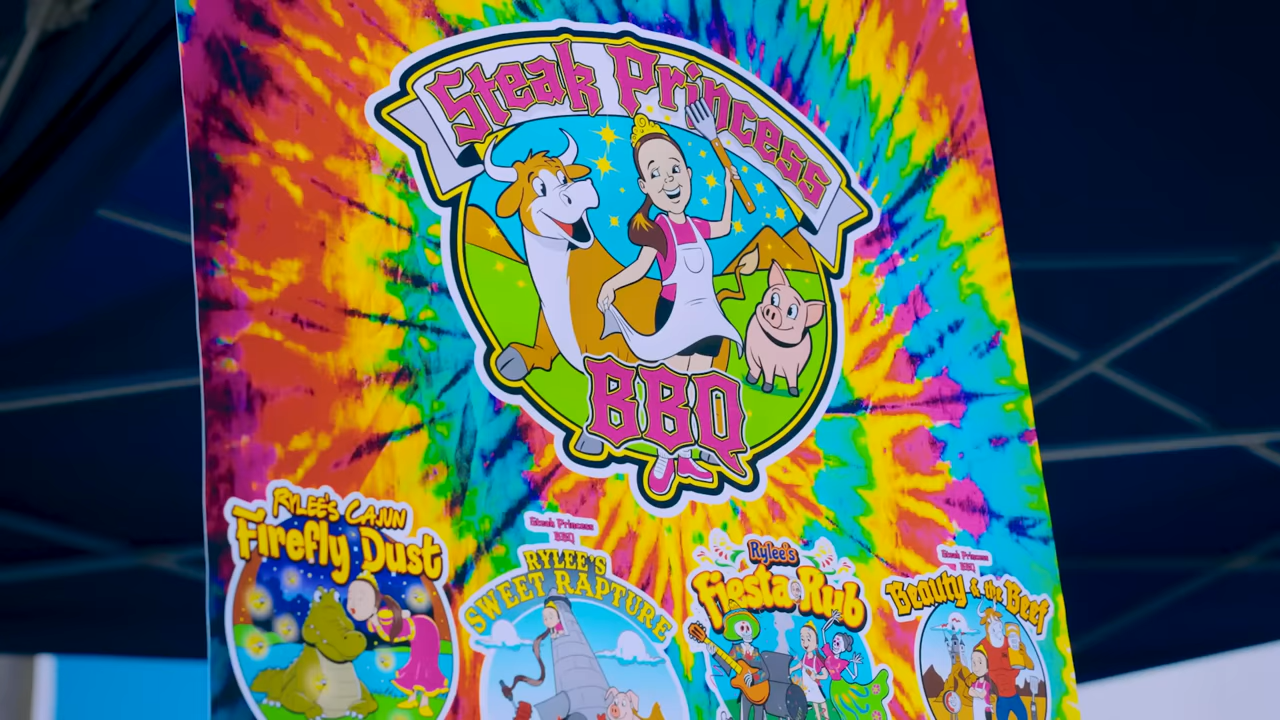 Steak Princess
BBQ
RYLEE'S CAJUN
Firefly Dust
Steak Princess
BBQ
RYLEE'S
SWEET RAPTURE
Rylee's
Fiesta Rub
Steak Princess
BBQ
Beauty & the Beef